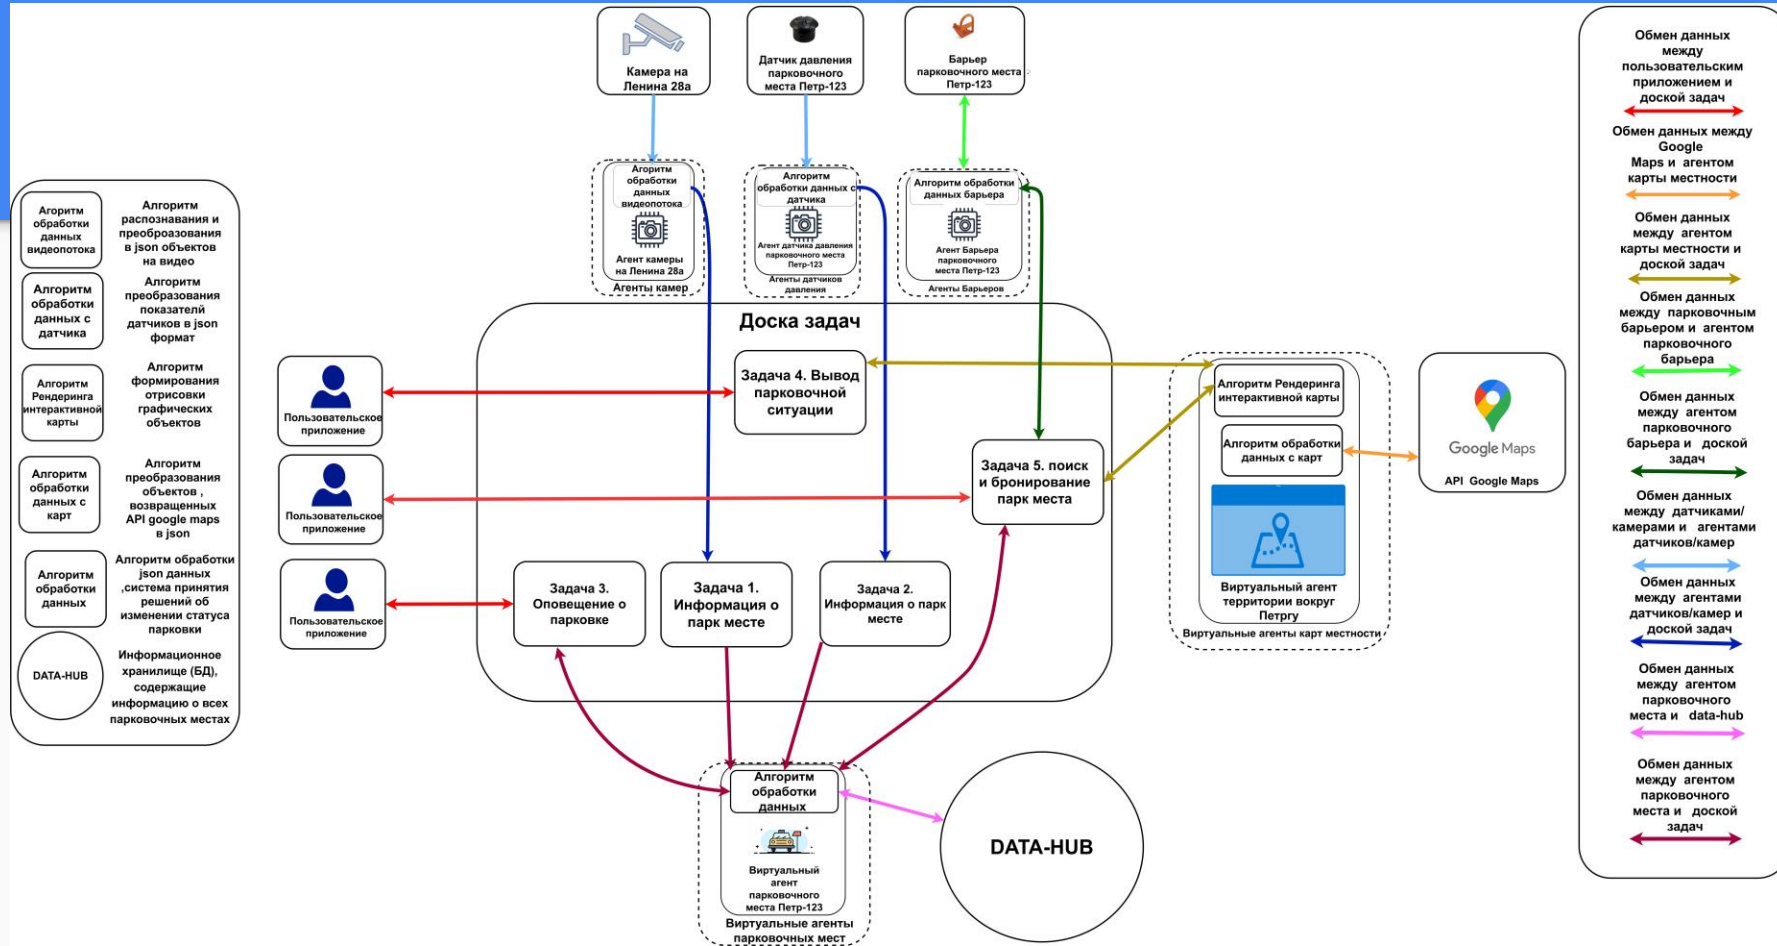 Камера на
Ленина 28а
Датчик давления
парковочного
места Петр-123
Барьер
парковочного места
Петр-123
Агоритм
обработки
данных
видеопотока
Агент камеры
на Ленина 28а
Агенты камер
Алгоритм
обработки данных с
датчика
Агент датчика давления
парковочного места
Петр-123
Агенты датчиков
давления
Алгоритм обработки
данных барьера
Агент Барьера
парковочного
места Петр-123
Агенты Барьеров
Агоритм
обработки
данных
видеопотока
Алгоритм
распознавания и
преобразования
в json объектов
на видео
Алгоритм
обработки
данных с
датчика
Алгоритм
преобразования
показателй
датчиков в json
формат
Алгоритм
Рендеринга
интерактивной
карты
Алгоритм
формирования
отрисовки
графических
объектов
Алгоритм
обработки
данных с
карт
Алгоритм
преобразования
объектов ,
возвращенных
API google maps
в json
Алгоритм
обработки
данных
Алгоритм обработки
json данных
,система принятия
решений об
изменении статуса
парковки
DATA-HUB
Информационное
хранилище (БД),
содержащие
информацию о всех
парковочных местах
Пользовательское
приложение
Пользовательское
приложение
Пользовательское
приложение
Доска задач
Задача 4. Вывод
парковочной
ситуации
Задача 5. поиск
и бронирование
парк места
Задача 3.
Оповещение о
парковке
Задача 1.
Информация о
парк месте
Задача 2.
Информация о парк
месте
Алгоритм
обработки
данных
Виртуальный
агент
парковочного
места Петр-123
Виртуальные агенты
парковочных мест
DATA-HUB
Алгоритм Рендеринга
интерактивной карты
Алгоритм обработки
данных с карт
Виртуальный агент
территории вокруг
Петргу
Виртуальные агенты карт местности
Google Maps
API Google Maps
Обмен данных
между
пользовательским
приложением и
доской задач
Обмен данных между
Google
Maps и агентом
карты местности
Обмен данных
между агентом
карты местности и
доской задач
Обмен данных
между парковочным
барьером и агентом
парковочного
барьера
Обмен данных
между агентом
парковочного
барьера и доской
задач
Обмен данных
между датчиками/
камерами и агентами
датчиков/камер
Обмен данных
между агентами
датчиков/камер и
доской задач
Обмен данных
между агентом
парковочного
места и data-hub
Обмен данных
между агентом
парковочного
места и доской
задач